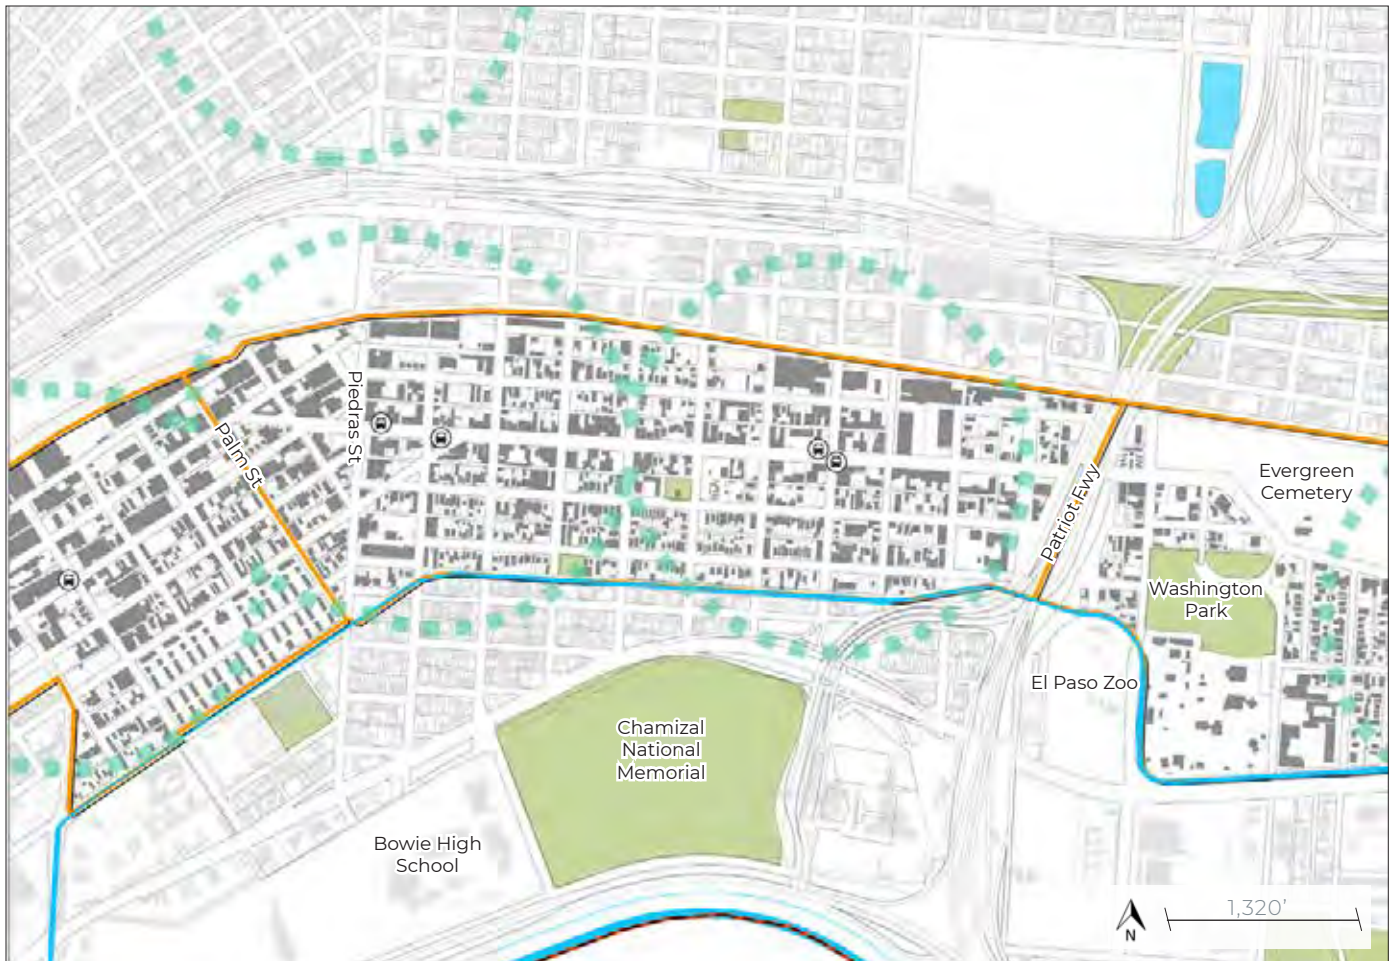 Piedras St.
Palm St
Patriot Fwy
Evergreen
Cemetery
Washington
Park
El Paso Zoo
Chamizal
National
Memorial
Bowie High
School
1,320’
N